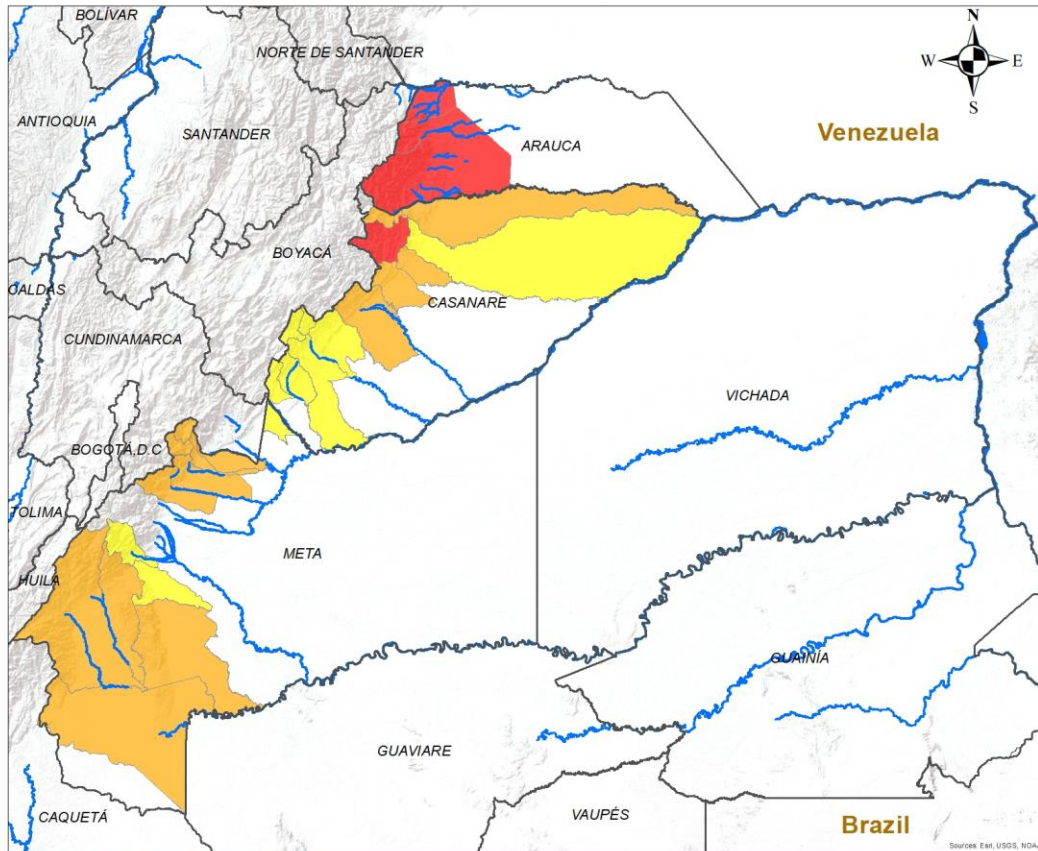 BOLÍVAR
NORTE DE SANTANDER
N
W
E
S
ANTIOQUIA
SANTANDER
ARAUCA
Venezuela
BOYACÁ
CALDAS
CASANARE
CUNDINAMARCA
VICHADA
BOGOTÁ,D.C
TOLIMA
META
HUILA
GUAINÍA
GUAVIARE
CAQUETÁ
VAUPÉS
Brazil
Sources: Esri, USGS, NOAA